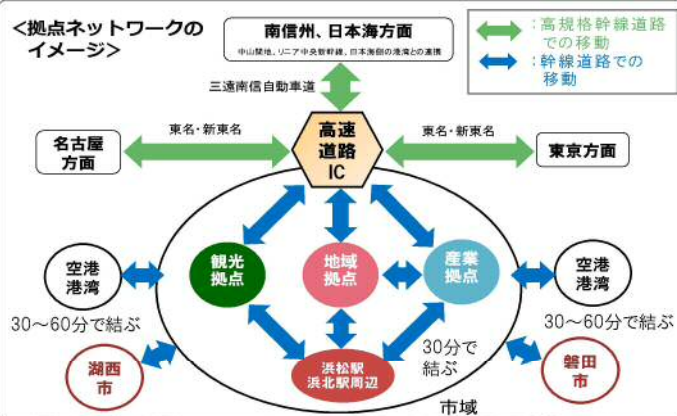 ＜拠点ネットワークの
イメージ＞
南信州、日本海方面
中山間地、リニア中央新幹線、日本海側の港湾との連携
：高規格幹線道路
での移動
：幹線道路での
移動
三遠南信自動車道
名古屋
方面
東名・新東名
高速
道路
IC
東名・新東名
東京方面
観光
拠点
地域
拠点
産業
拠点
空港
港湾
空港
港湾
30～60分で結ぶ
30～60分で結ぶ
湖西
市
浜松駅
浜北駅周辺
30分で
結ぶ
磐田
市
市域